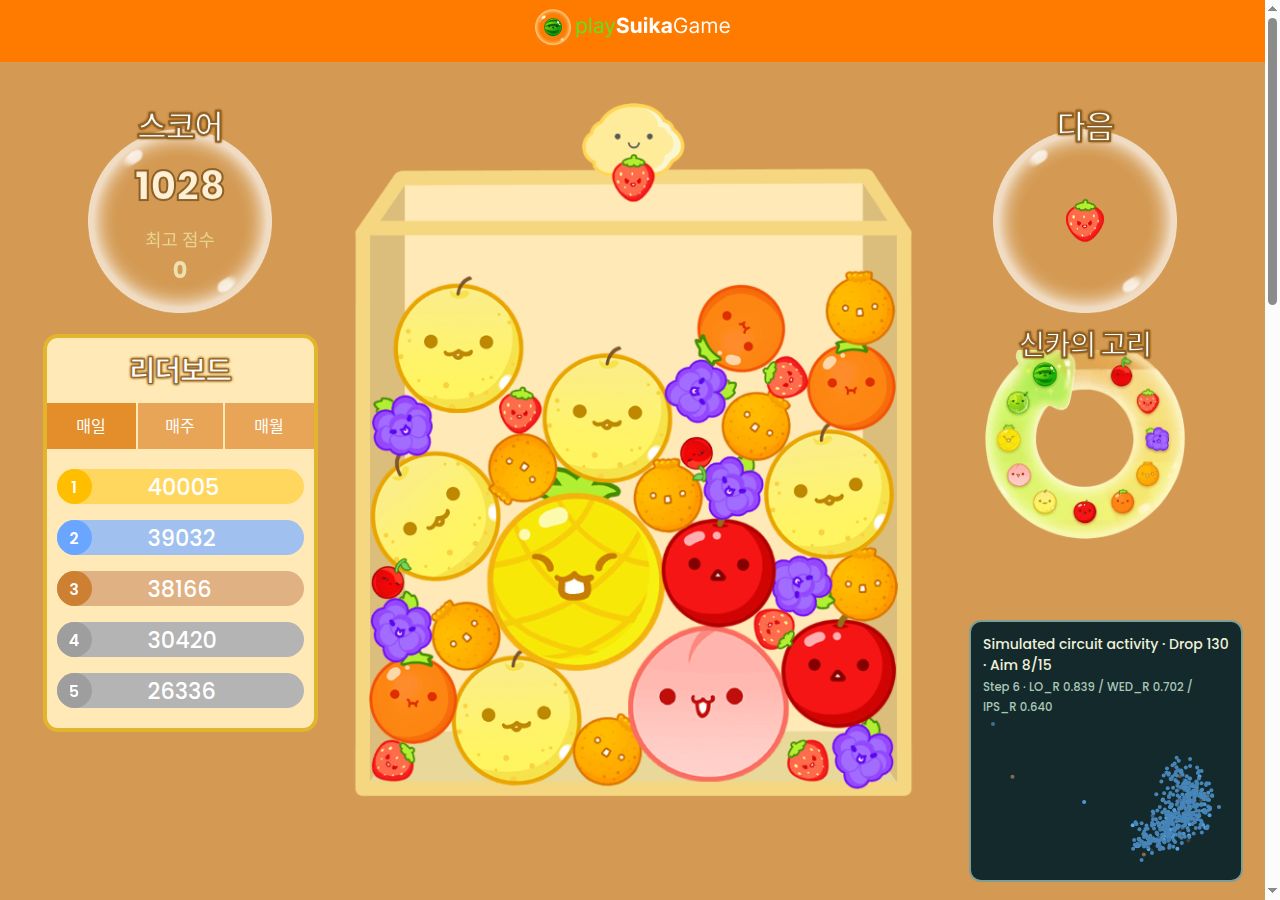 playSuikaGame
스코어
1028
최고 점수
0
리더보드
매일 매주 매월
1 40005
2 39032
3 38166
4 30420
5 26336
다음
신카의 고리
Simulated circuit activity · Drop 130
· Aim 8/15
Step 6 · LO_R 0.839 / WED_R 0.702 /
IPS_R 0.640